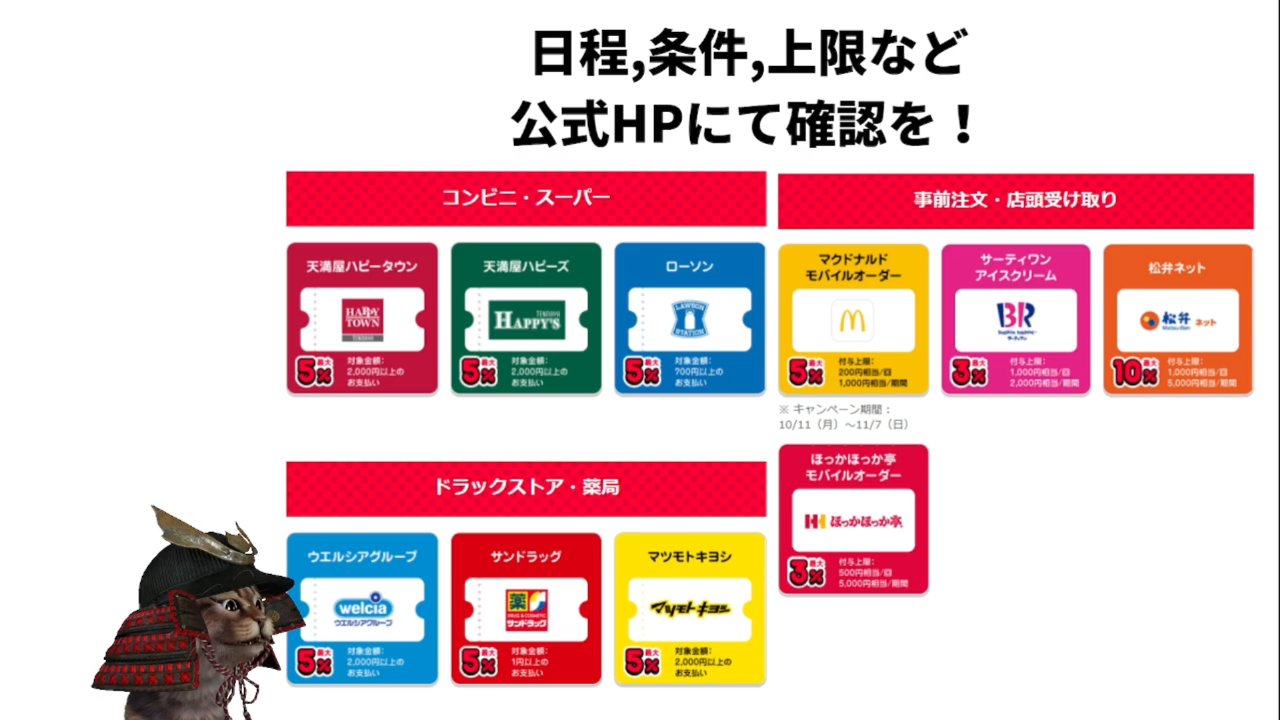 日程,条件,上限など
公式HPにて確認を！
コンビニ・スーパー
天満屋ハピータウン
HAPPY
TOWN
TENMAYA
最大
5%
対象金額:
2,000円以上の
お支払い
天満屋ハピーズ
TENMAYA
HAPPY'S
最大
5%
対象金額:
2,000円以上の
お支払い
ローソン
LAWSON
STATION
最大
5%
対象金額:
700円以上の
お支払い
事前注文・店頭受け取り
マクドナルド
モバイルオーダー
最大
5%
付与上限:
200円相当/回
1,000円相当/期間
※ キャンペーン期間：
10/11（月）～11/7（日）
サーティワン
アイスクリーム
BR
baskin robbins
サーティワン
最大
3%
付与上限:
1,000円相当/回
2,000円相当/期間
松弁ネット
松弁 ネット
Matsu Ben
最大
10%
付与上限:
1,000円相当/回
5,000円相当/期間
ほっかほっか亭
モバイルオーダー
ほっかほっか亭
最大
3%
付与上限:
500円相当/回
5,000円相当/期間
ドラックストア・薬局
ウエルシアグループ
welcia
ウエルシアグループ
最大
5%
対象金額:
2,000円以上の
お支払い
サンドラッグ
薬
DRUG & COSMETIC
サンドラッグ
最大
5%
対象金額:
1円以上の
お支払い
マツモトキヨシ
マツモトキヨシ
最大
5%
対象金額:
2,000円以上の
お支払い